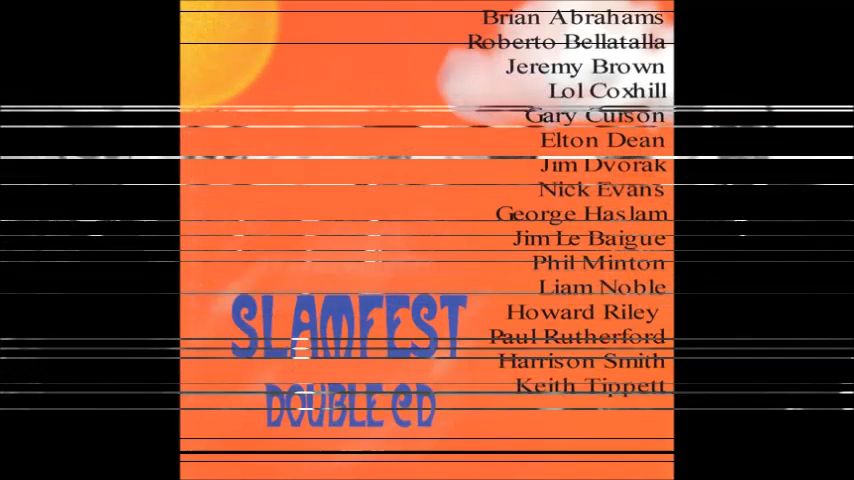 Brian Abrahams
Roberto Bellatalla
Jeremy Brown
Lol Coxhill
Gary Curson
Elton Dean
Jim Dvorak
Nick Evans
George Haslam
Jim Le Baigue
Phil Minton
Liam Noble
Howard Riley
Paul Rutherford
Harrison Smith
Keith Tippett
SLAMFEST
DOUBLE CD